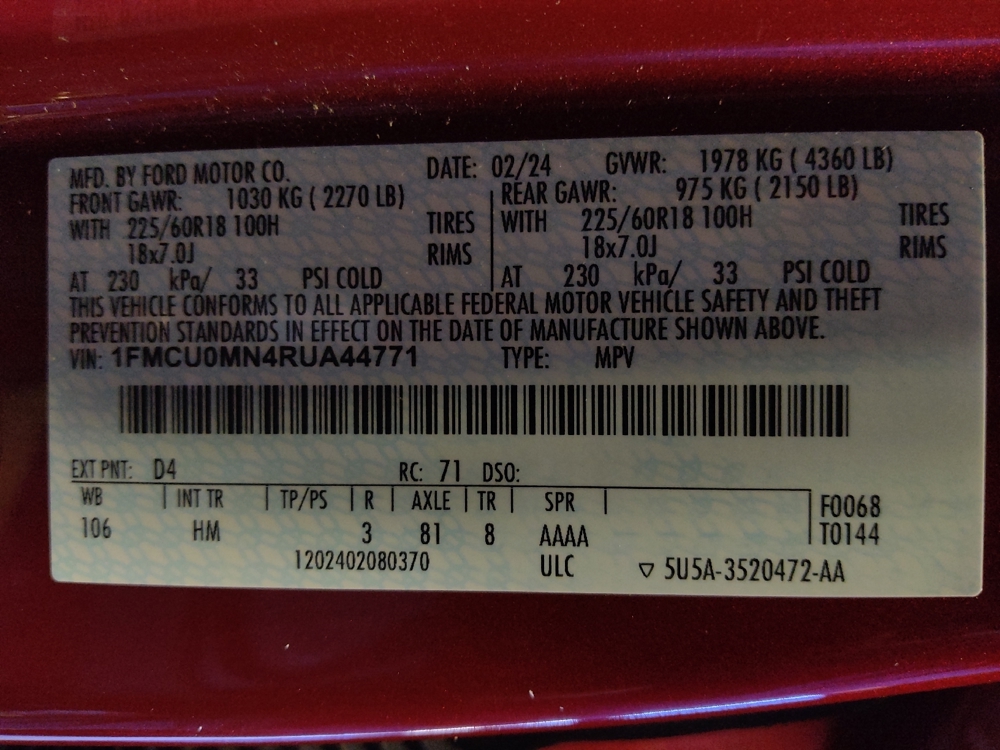 MFD. BY FORD MOTOR CO. DATE: 02/24 GVWR: 1978 KG ( 4360 LB)
FRONT GAWR: 1030 KG ( 2270 LB) REAR GAWR: 975 KG ( 2150 LB)
WITH 225/60R18 100H TIRES WITH 225/60R18 100H TIRES
18x7.0J RIMS 18x7.0J RIMS
AT 230 kPa/ 33 PSI COLD AT 230 kPa/ 33 PSI COLD
THIS VEHICLE CONFORMS TO ALL APPLICABLE FEDERAL MOTOR VEHICLE SAFETY AND THEFT
PREVENTION STANDARDS IN EFFECT ON THE DATE OF MANUFACTURE SHOWN ABOVE.
VIN: 1FMCU0MN4RUA44771 TYPE: MPV
EXT PNT: D4 RC: 71 DSO:
WB INT TR TP/PS R AXLE TR SPR F0068
106 HM 3 81 8 AAAA T0144
1202402080370 ULC ▽ 5U5A-3520472-AA